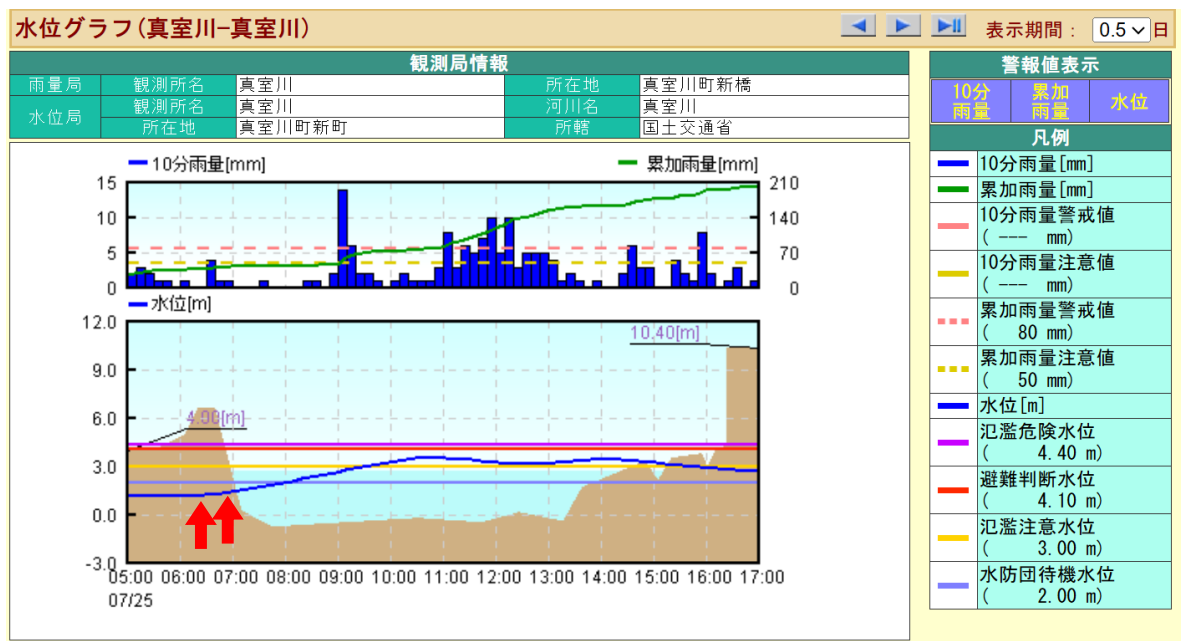 水位グラフ(真室川−真室川)
表示期間： 0.5 日
観測局情報
雨量局 観測所名 真室川 所在地 真室川町新橋
水位局 観測所名 真室川 河川名 真室川
所在地 真室川町新町 所轄 国土交通省
10分雨量[mm] 累加雨量[mm]
15 210
10 140
5 70
0 0
水位[m]
12.0
10.40[m]
9.0
6.0
4.90[m]
3.0
0.0
-3.0
05:00 06:00 07:00 08:00 09:00 10:00 11:00 12:00 13:00 14:00 15:00 16:00 17:00
07/25
警報値表示
10分雨量 累加雨量 水位
凡例
10分雨量[mm]
累加雨量[mm]
10分雨量警戒値
( --- mm)
10分雨量注意値
( --- mm)
累加雨量警戒値
( 80 mm)
累加雨量注意値
( 50 mm)
水位[m]
氾濫危険水位
( 4.40 m)
避難判断水位
( 4.10 m)
氾濫注意水位
( 3.00 m)
水防団待機水位
( 2.00 m)